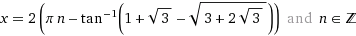 x = 2 (π n − tan⁻¹(1 + √3 − √(3 + 2 √3))) and n ∈ ℤ